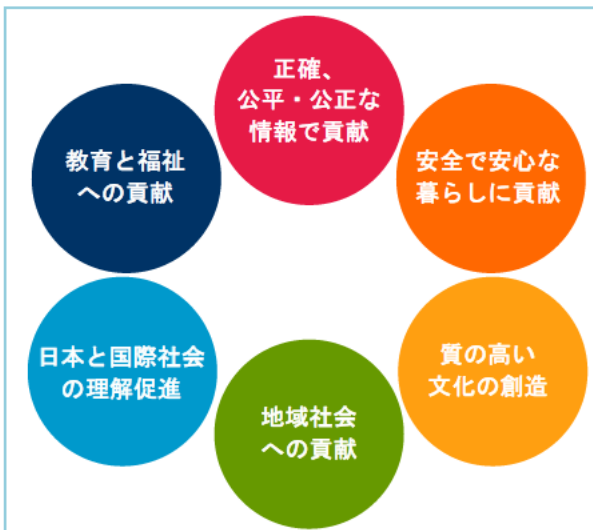 正確、
公平・公正な
情報で貢献
安全で安心な
暮らしに貢献
質の高い
文化の創造
地域社会
への貢献
日本と国際社会
の理解促進
教育と福祉
への貢献